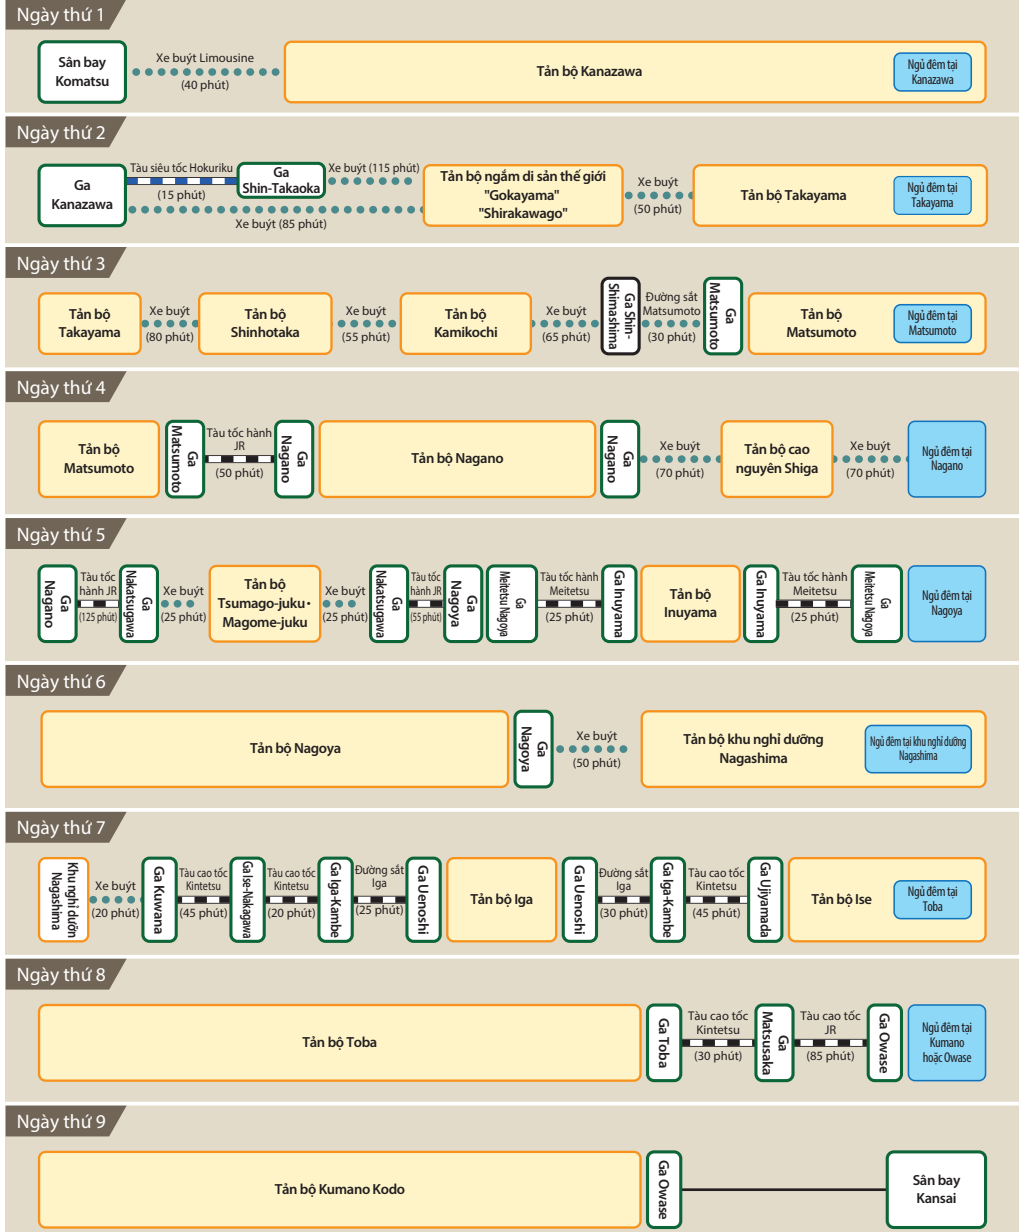 Ngày thứ 1
Sân bay
Komatsu
Xe buýt Limousine
(40 phút)
Tản bộ Kanazawa
Ngủ đêm tại
Kanazawa
Ngày thứ 2
Ga
Kanazawa
Tàu siêu tốc Hokuriku
(15 phút)
Ga
Shin-Takaoka
Xe buýt (115 phút)
Xe buýt (85 phút)
Tản bộ ngắm di sản thế giới
"Gokayama"
"Shirakawago"
Xe buýt
(50 phút)
Tản bộ Takayama
Ngủ đêm tại
Takayama
Ngày thứ 3
Tản bộ
Takayama
Xe buýt
(80 phút)
Tản bộ
Shinhotaka
Xe buýt
(55 phút)
Tản bộ
Kamikochi
Xe buýt
(65 phút)
Ga Shin-
Shimashima
Đường sắt
Matsumoto
(30 phút)
Ga
Matsumoto
Tản bộ
Matsumoto
Ngủ đêm tại
Matsumoto
Ngày thứ 4
Tản bộ
Matsumoto
Ga
Matsumoto
Tàu tốc hành
JR
(50 phút)
Ga
Nagano
Tản bộ Nagano
Ga
Nagano
Xe buýt
(70 phút)
Tản bộ cao
nguyên Shiga
Xe buýt
(70 phút)
Ngủ đêm tại
Nagano
Ngày thứ 5
Ga
Nagano
Tàu tốc
hành JR
(125 phút)
Ga
Nakatsugawa
Xe buýt
(25 phút)
Tản bộ
Tsumago-juku・
Magome-juku
Xe buýt
(25 phút)
Ga
Nakatsugawa
Tàu tốc
hành JR
(55 phút)
Ga
Nagoya
Ga
Meitetsu Nagoya
Tàu tốc hành
Meitetsu
(25 phút)
Ga Inuyama
Tản bộ
Inuyama
Ga Inuyama
Tàu tốc hành
Meitetsu
(25 phút)
Ga
Meitetsu Nagoya
Ngủ đêm tại
Nagoya
Ngày thứ 6
Tản bộ Nagoya
Ga
Nagoya
Xe buýt
(50 phút)
Tản bộ khu nghỉ dưỡng
Nagashima
Ngủ đêm tại khu nghỉ dưỡng
Nagashima
Ngày thứ 7
Khu nghỉ dưỡn
Nagashima
Xe buýt
(20 phút)
Ga Kuwana
Tàu cao tốc
Kintetsu
(45 phút)
Ga Ise-Nakagawa
Tàu cao tốc
Kintetsu
(20 phút)
Ga Iga-Kambe
Đường sắt
Iga
(25 phút)
Ga Uenoshi
Tản bộ Iga
Ga Uenoshi
Đường sắt
Iga
(30 phút)
Ga Iga-Kambe
Tàu cao tốc
Kintetsu
(45 phút)
Ga Ujiyamada
Tản bộ Ise
Ngủ đêm tại
Toba
Ngày thứ 8
Tản bộ Toba
Ga Toba
Tàu cao tốc
Kintetsu
(30 phút)
Ga
Matsusaka
Tàu cao tốc
JR
(85 phút)
Ga Owase
Ngủ đêm tại
Kumano
hoặc Owase
Ngày thứ 9
Tản bộ Kumano Kodo
Ga Owase
Sân bay
Kansai